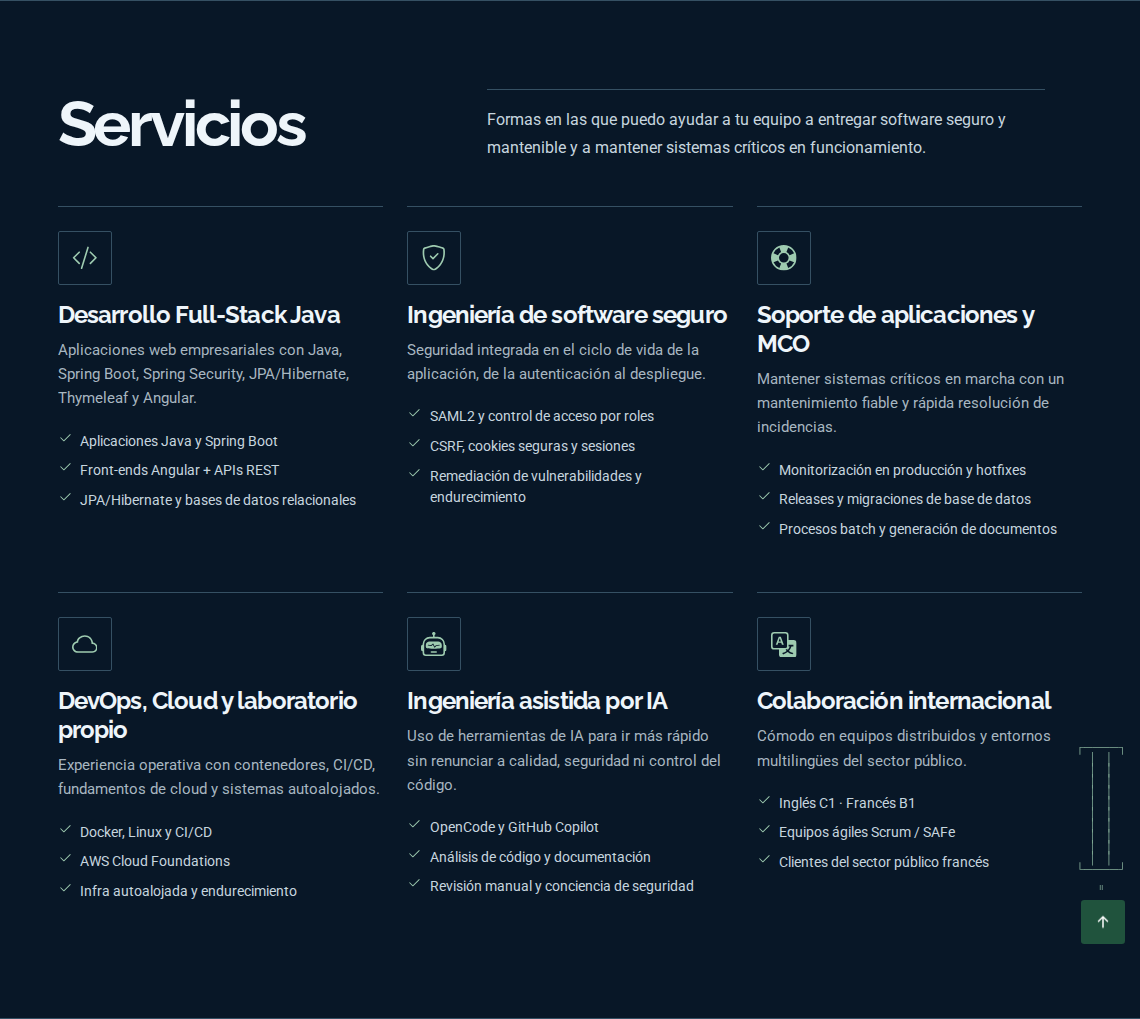 Servicios
Formas en las que puedo ayudar a tu equipo a entregar software seguro y
mantenible y a mantener sistemas críticos en funcionamiento.
Desarrollo Full-Stack Java
Aplicaciones web empresariales con Java,
Spring Boot, Spring Security, JPA/Hibernate,
Thymeleaf y Angular.
Aplicaciones Java y Spring Boot
Front-ends Angular + APIs REST
JPA/Hibernate y bases de datos relacionales
Ingeniería de software seguro
Seguridad integrada en el ciclo de vida de la
aplicación, de la autenticación al despliegue.
SAML2 y control de acceso por roles
CSRF, cookies seguras y sesiones
Remediación de vulnerabilidades y
endurecimiento
Soporte de aplicaciones y
MCO
Mantener sistemas críticos en marcha con un
mantenimiento fiable y rápida resolución de
incidencias.
Monitorización en producción y hotfixes
Releases y migraciones de base de datos
Procesos batch y generación de documentos
DevOps, Cloud y laboratorio
propio
Experiencia operativa con contenedores, CI/CD,
fundamentos de cloud y sistemas autoalojados.
Docker, Linux y CI/CD
AWS Cloud Foundations
Infra autoalojada y endurecimiento
Ingeniería asistida por IA
Uso de herramientas de IA para ir más rápido
sin renunciar a calidad, seguridad ni control del
código.
OpenCode y GitHub Copilot
Análisis de código y documentación
Revisión manual y conciencia de seguridad
Colaboración internacional
Cómodo en equipos distribuidos y entornos
multilingües del sector público.
Inglés C1 · Francés B1
Equipos ágiles Scrum / SAFe
Clientes del sector público francés